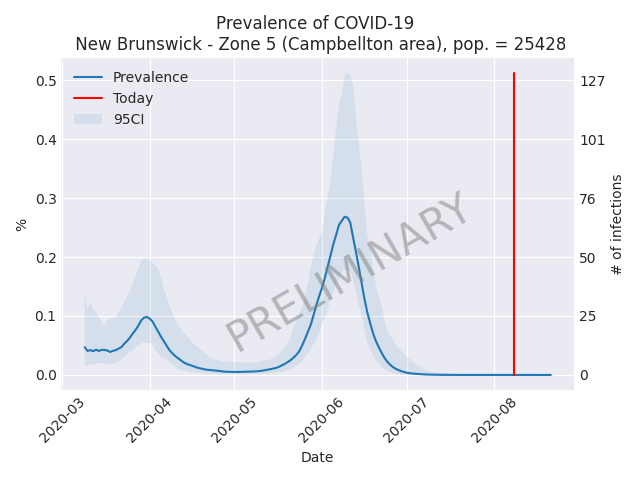 Prevalence of COVID-19
New Brunswick - Zone 5 (Campbellton area), pop. = 25428
Prevalence
Today
95CI
PRELIMINARY
0.5
0.4
0.3
0.2
0.1
0.0
%
127
101
76
50
25
0
# of infections
2020-03
2020-04
2020-05
2020-06
2020-07
2020-08
Date